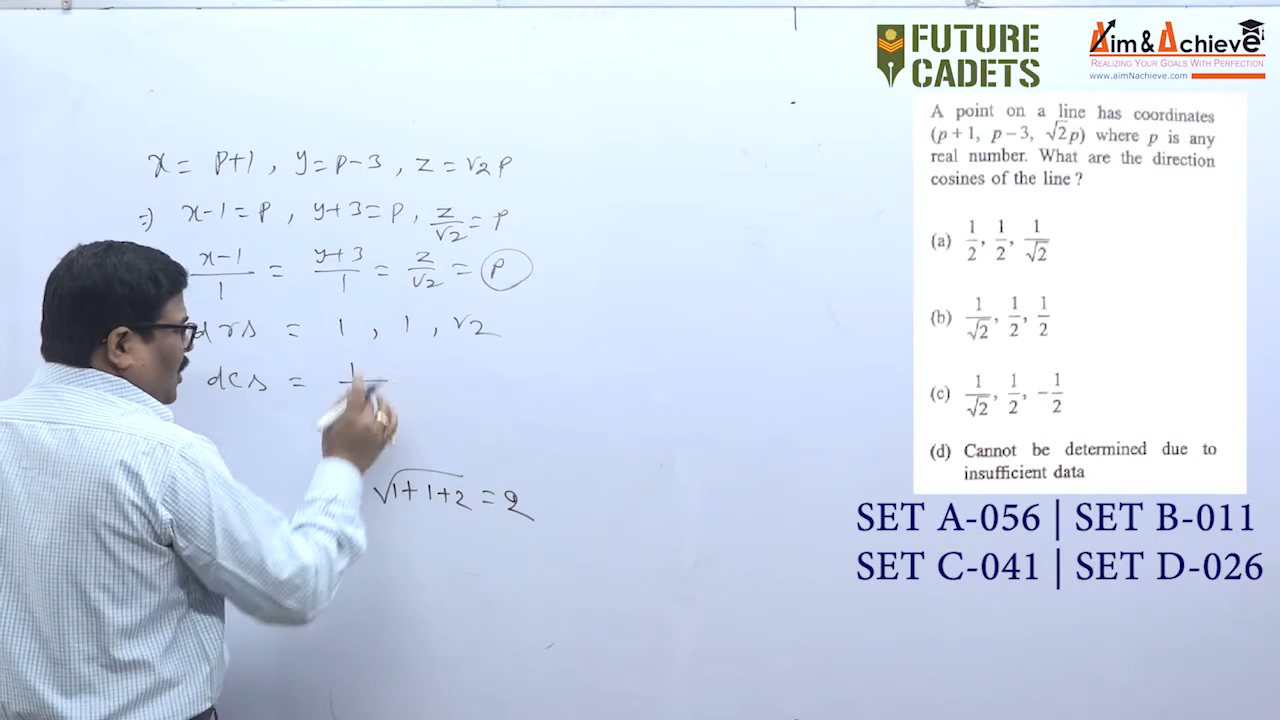 x = p+1 , y = p-3 , z = √2 p
⇒ x-1 = p , y+3 = p , z/√2 = p
x-1/1 = y+3/1 = z/√2 = p
drs = 1 , 1 , √2
dcs = 1
√1+1+2 = 2
FUTURE
CADETS
Aim & Achieve
REALIZING YOUR GOALS WITH PERFECTION
www.aimNachieve.com
A point on a line has coordinates
(p+1, p-3, √2p) where p is any
real number. What are the direction
cosines of the line?
(a) 1/2, 1/2, 1/√2
(b) 1/√2, 1/2, 1/2
(c) 1/√2, 1/2, -1/2
(d) Cannot be determined due to
insufficient data
SET A-056 | SET B-011
SET C-041 | SET D-026